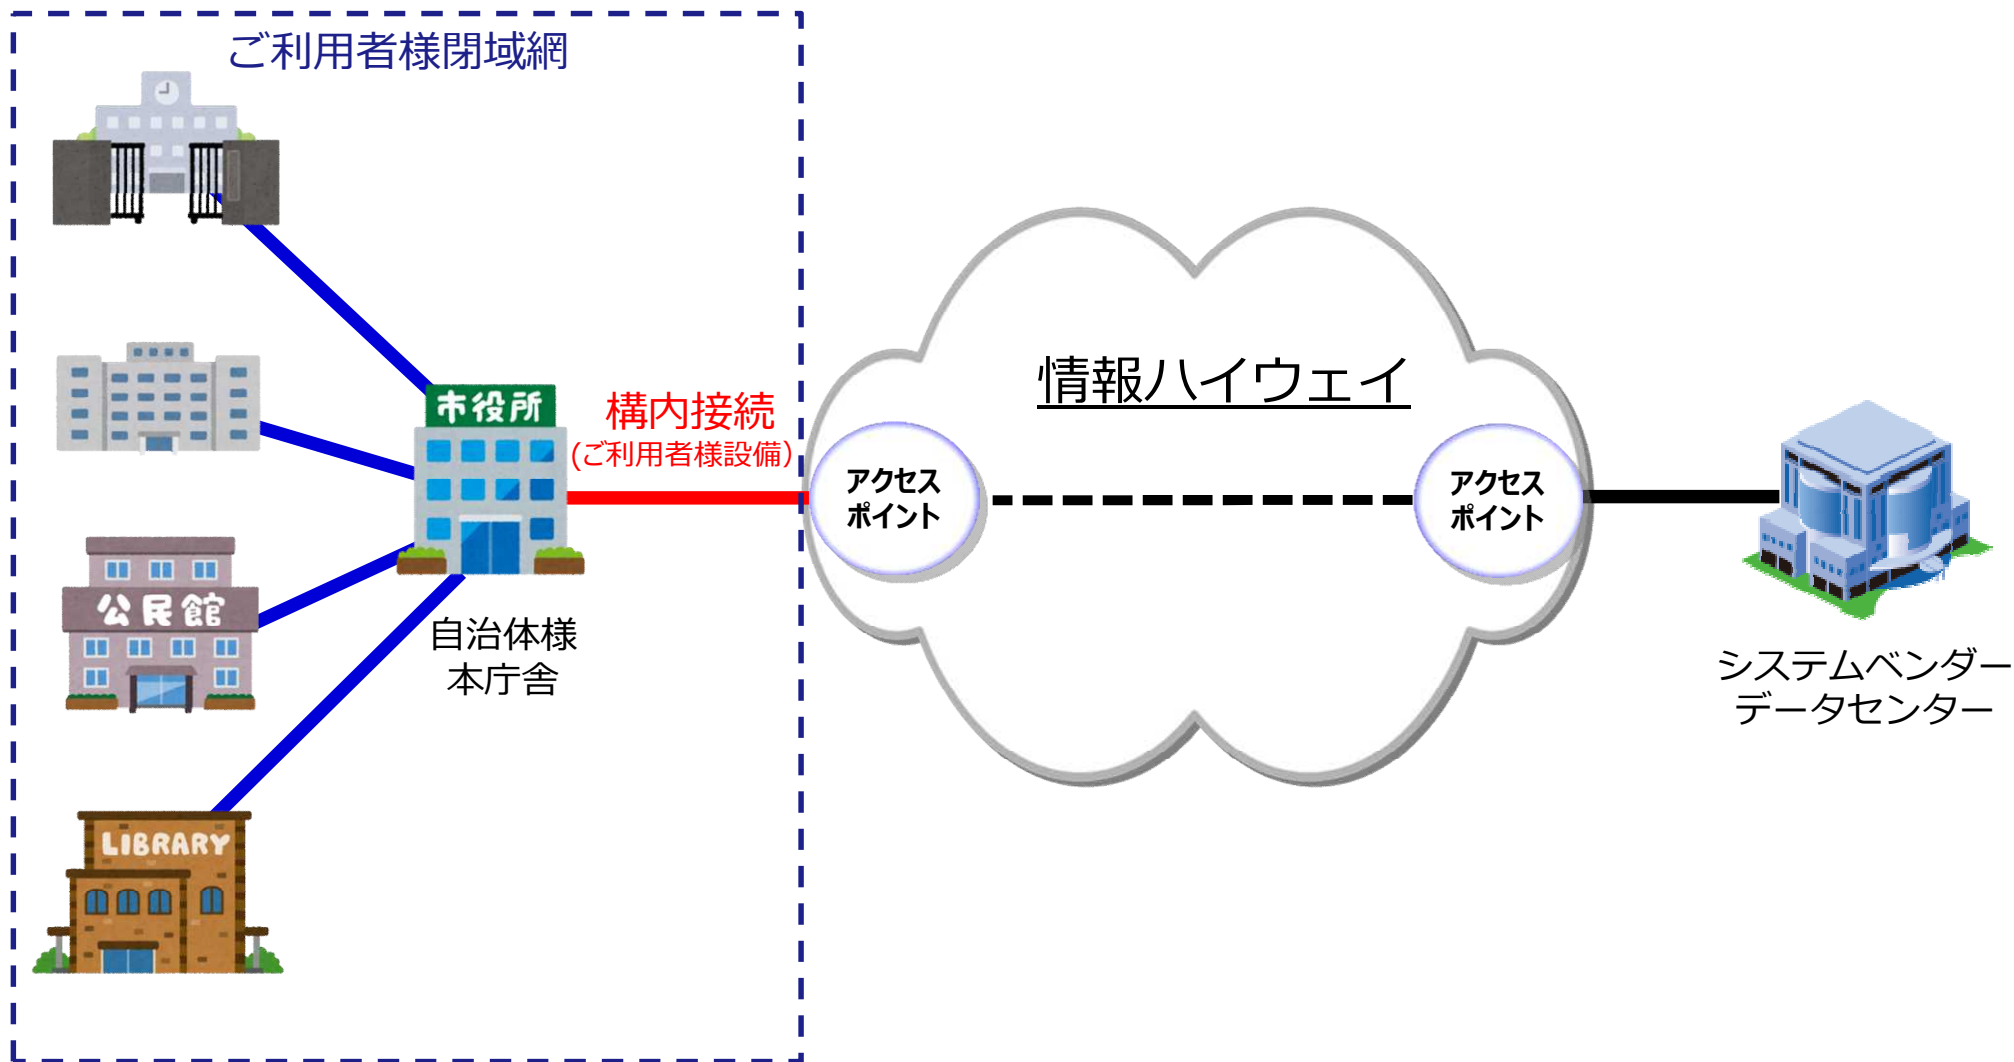 ご利用者様閉域網
市役所
構内接続
(ご利用者様設備)
公民館
自治体様
本庁舎
LIBRARY
情報ハイウェイ
アクセス
ポイント
アクセス
ポイント
システムベンダー
データセンター